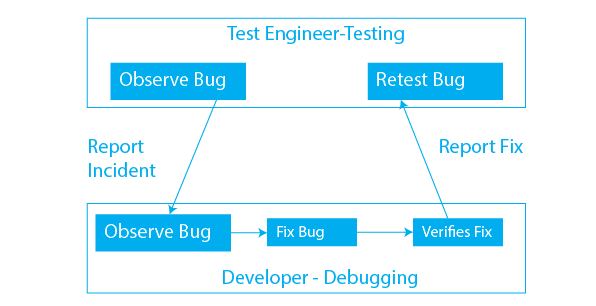 Test Engineer-Testing
Observe Bug
Retest Bug
Report
Incident
Report Fix
Observe Bug
Fix Bug
Verifies Fix
Developer - Debugging